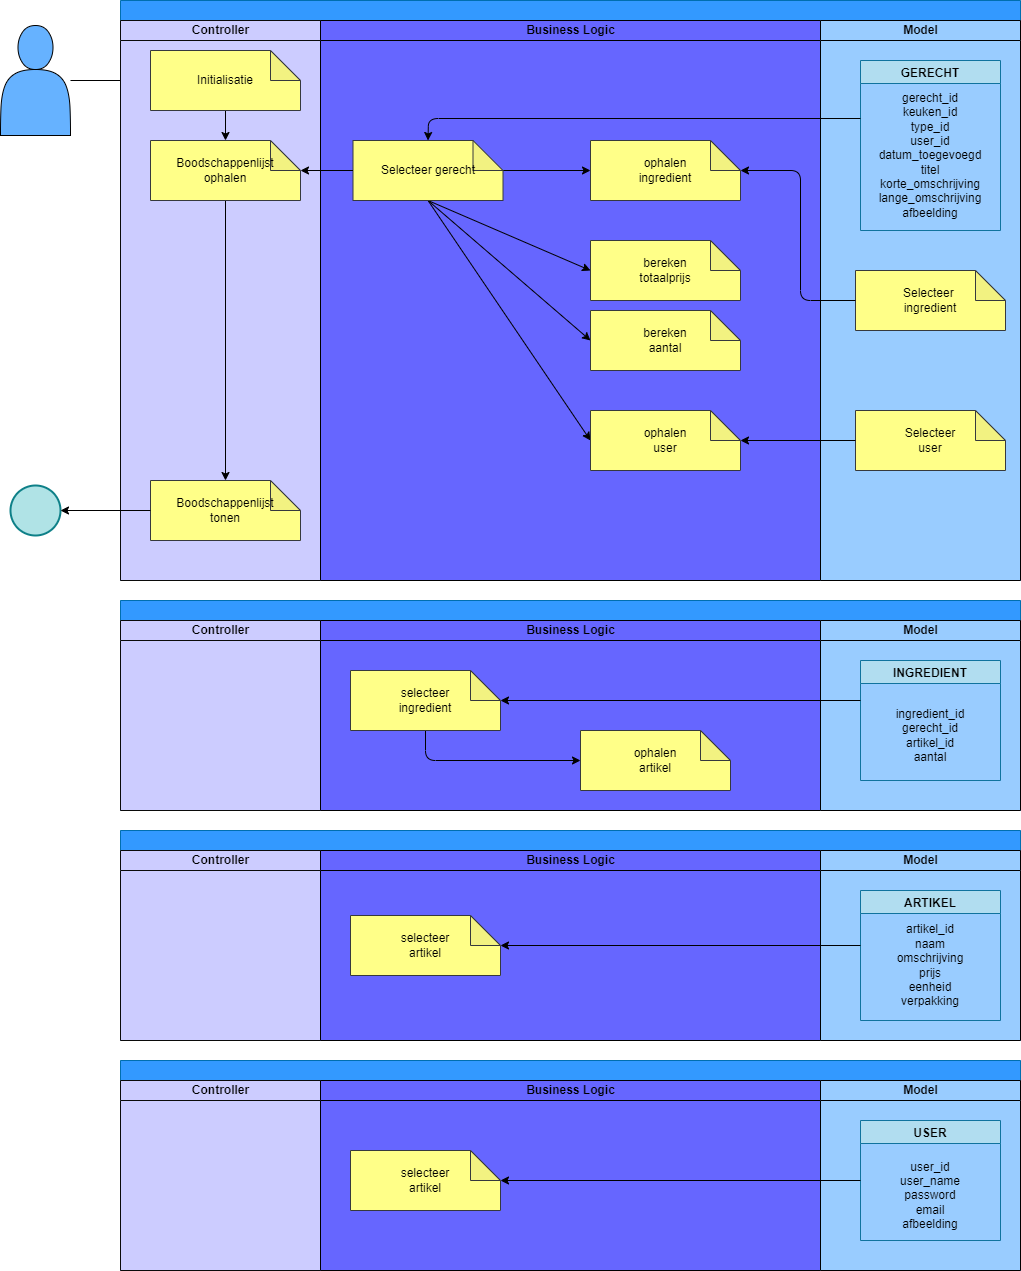 Controller
Business Logic
Model
Initialisatie
GERECHT
gerecht_id
keuken_id
type_id
user_id
datum_toegevoegd
titel
korte_omschrijving
lange_omschrijving
afbeelding
Boodschappenlijst
ophalen
Selecteer gerecht
ophalen
ingredient
bereken
totaalprijs
Selecteer
ingredient
bereken
aantal
ophalen
user
Selecteer
user
Boodschappenlijst
tonen
Controller
Business Logic
Model
selecteer
ingredient
ophalen
artikel
INGREDIENT
ingredient_id
gerecht_id
artikel_id
aantal
Controller
Business Logic
Model
selecteer
artikel
ARTIKEL
artikel_id
naam
omschrijving
prijs
eenheid
verpakking
Controller
Business Logic
Model
selecteer
artikel
USER
user_id
user_name
password
email
afbeelding